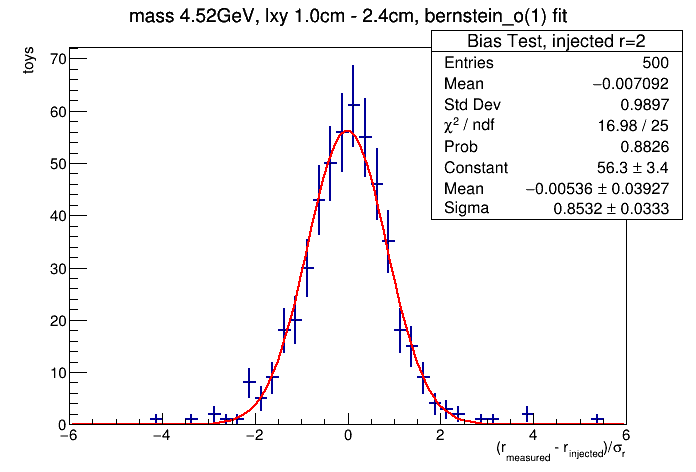 mass 4.52GeV, lxy 1.0cm - 2.4cm, bernstein_o(1) fit
Bias Test, injected r=2
Entries 500
Mean −0.007092
Std Dev 0.9897
χ² / ndf 16.98 / 25
Prob 0.8826
Constant 56.3 ± 3.4
Mean −0.00536 ± 0.03927
Sigma 0.8532 ± 0.0333
toys
70
60
50
40
30
20
10
0
−6 −4 −2 0 2 4 6
(r_measured - r_injected)/σ_r